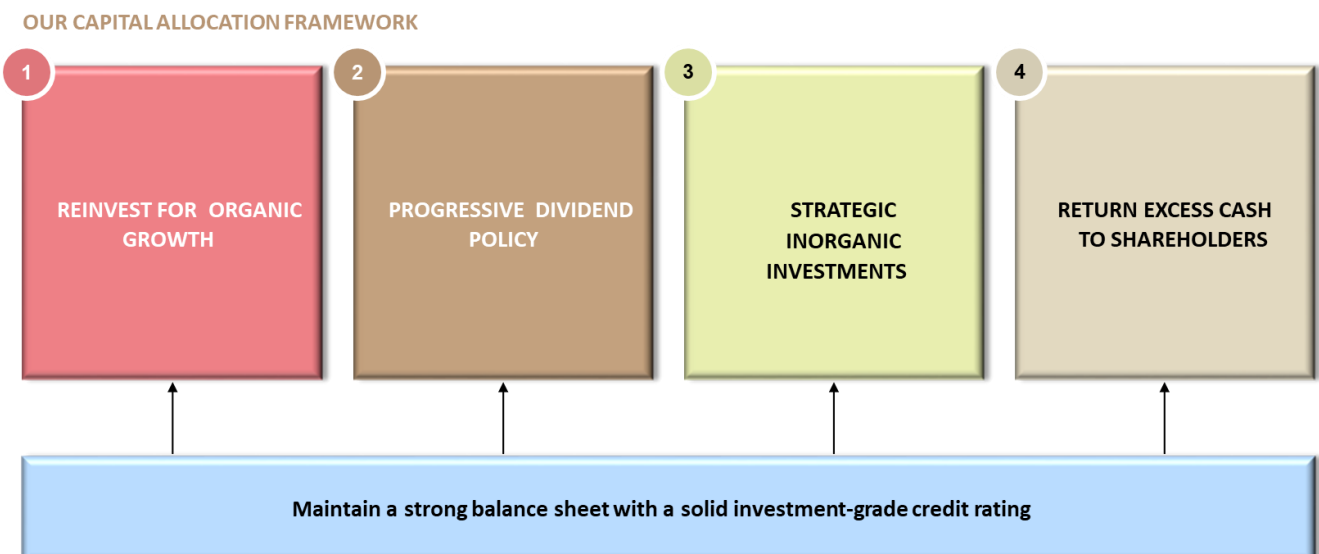 OUR CAPITAL ALLOCATION FRAMEWORK
1
REINVEST FOR ORGANIC
GROWTH
2
PROGRESSIVE DIVIDEND
POLICY
3
STRATEGIC
INORGANIC
INVESTMENTS
4
RETURN EXCESS CASH
TO SHAREHOLDERS
Maintain a strong balance sheet with a solid investment-grade credit rating